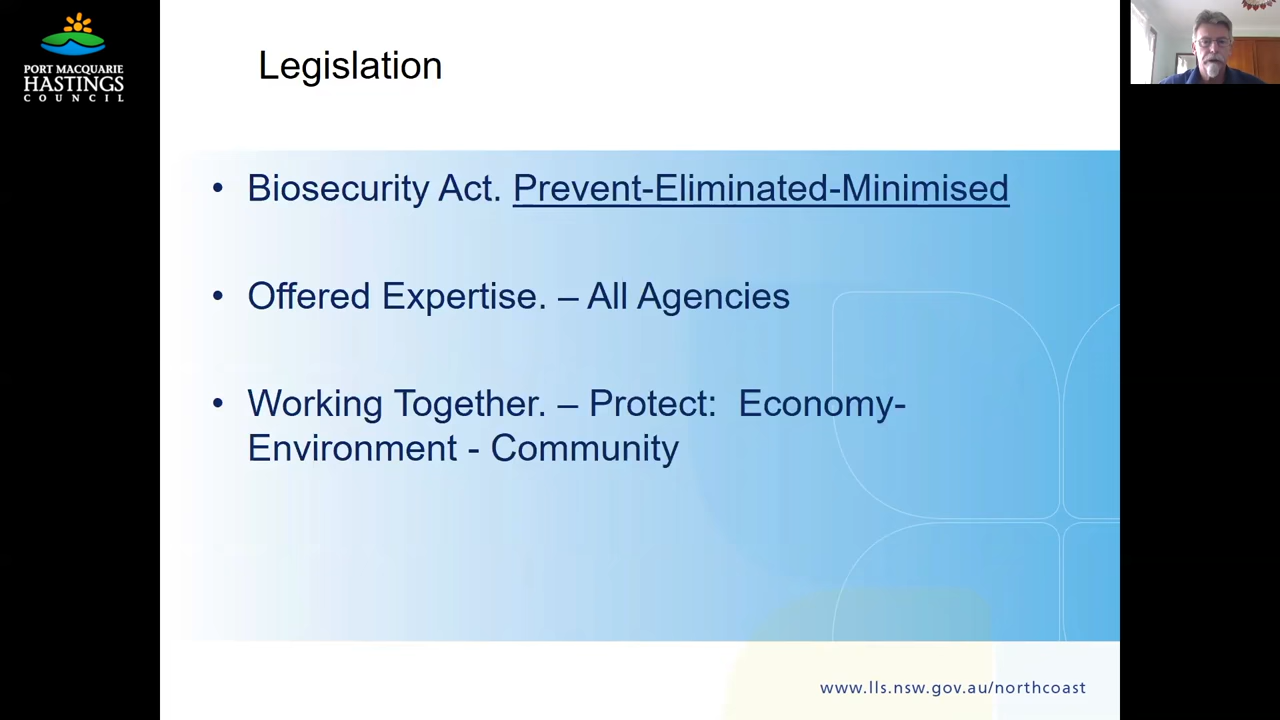 PORT MACQUARIE
HASTINGS
COUNCIL
Legislation
• Biosecurity Act. Prevent-Eliminated-Minimised
• Offered Expertise. – All Agencies
• Working Together. – Protect:  Economy-
Environment - Community
www.lls.nsw.gov.au/northcoast